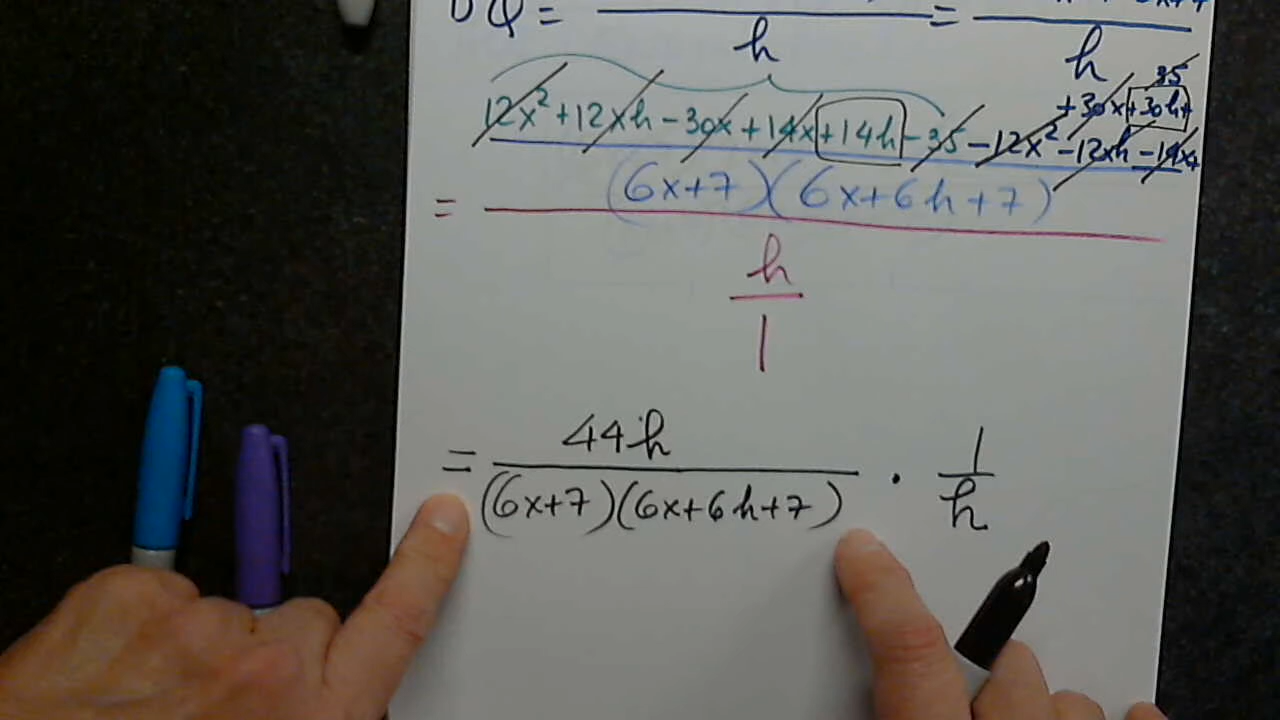 DQ = ——— = ———
h h
35
+30x +30h+
12x² +12xh −30x +14x +14h −35 −12x² −12xh −14x+
= (6x+7)(6x+6h+7)
h
1
= 44h / (6x+7)(6x+6h+7) · 1/h